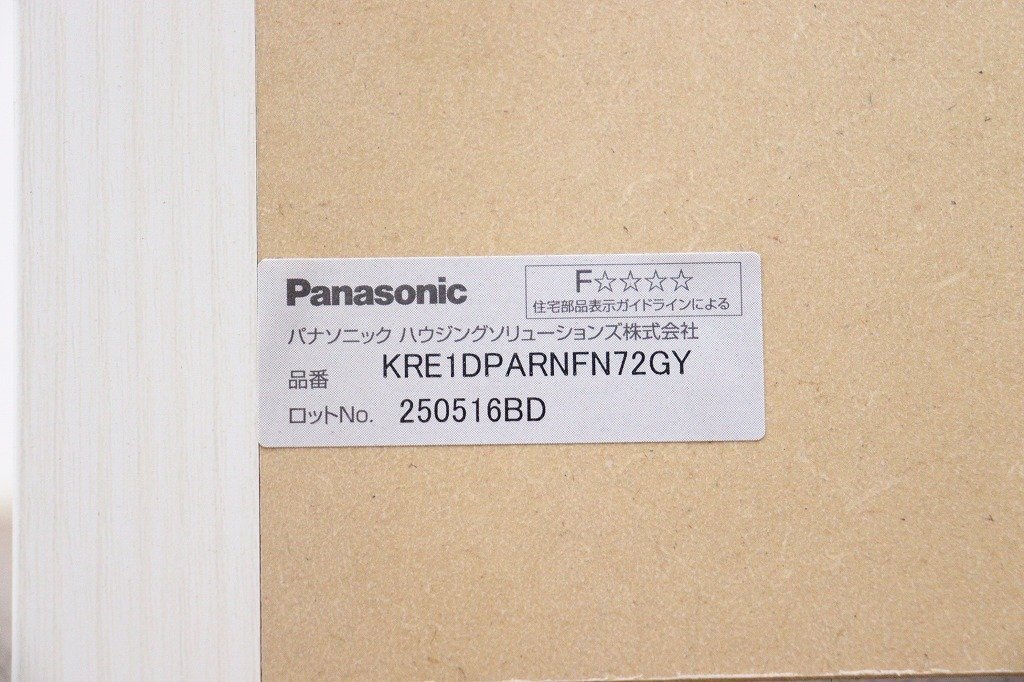 Panasonic
F☆☆☆☆
住宅部品表示ガイドラインによる
パナソニック ハウジングソリューションズ株式会社
品番 KRE1DPARNFN72GY
ロットNo. 250516BD